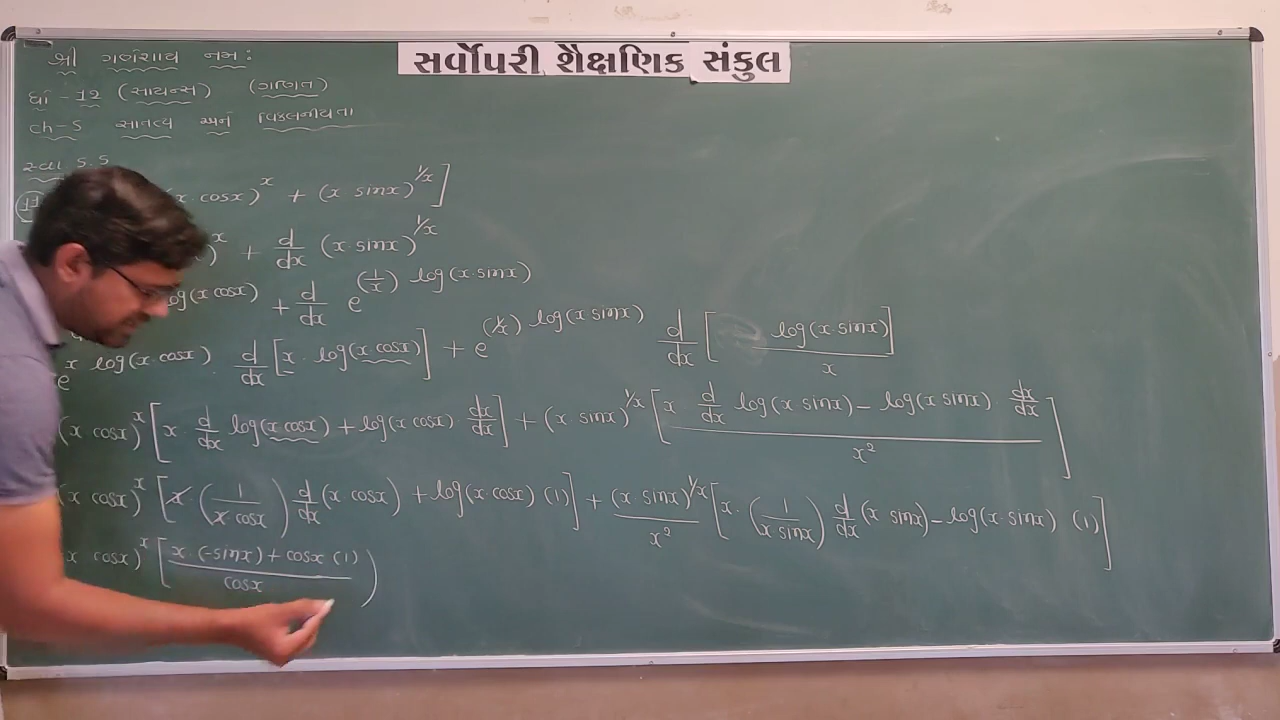 સર્વોપરી શૈક્ષણિક સંકુલ
શ્રી ગણેશાય નમઃ
ધો - 12 (સાયન્સ) (ગણિત)
ch-5 સાતત્ય અને વિકલનીયતા
સ્વા 5.5
(11) (x·cosx)^x + (x sinx)^{1/x}]
)^x + d/dx (x·sinx)^{1/x}
log(x cosx) + d/dx e^{(1/x) log(x·sinx)}
e^{x log(x·cosx)} · d/dx [x · log(x cosx)] + e^{(1/x) log(x sinx)} d/dx [log(x·sinx)/x]
(x cosx)^x [x · d/dx log(x cosx) + log(x cosx) · dx/dx] + (x sinx)^{1/x} [(x d/dx log(x sinx) - log(x sinx) · dx/dx)/x²]
(x cosx)^x [x · (1/(x cosx)) d/dx (x cosx) + log(x·cosx) (1)] + (x sinx)^{1/x}/x² [x · (1/(x sinx)) d/dx (x sinx) - log(x·sinx) (1)]
x cosx)^x [(x·(-sinx) + cosx (1))/cosx)